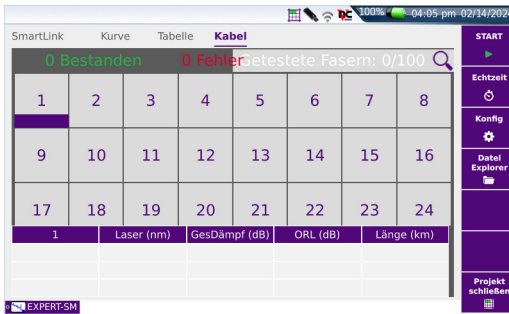 100% 04:05 pm 02/14/2024
SmartLink Kurve Tabelle Kabel
0 Bestanden 0 Fehler Getestete Fasern: 0/100
1 2 3 4 5 6 7 8
9 10 11 12 13 14 15 16
17 18 19 20 21 22 23 24
1 Laser (nm) GesDämpf (dB) ORL (dB) Länge (km)
EXPERT-SM
START
Echtzeit
Konfig
Datei
Explorer
Projekt
schließen